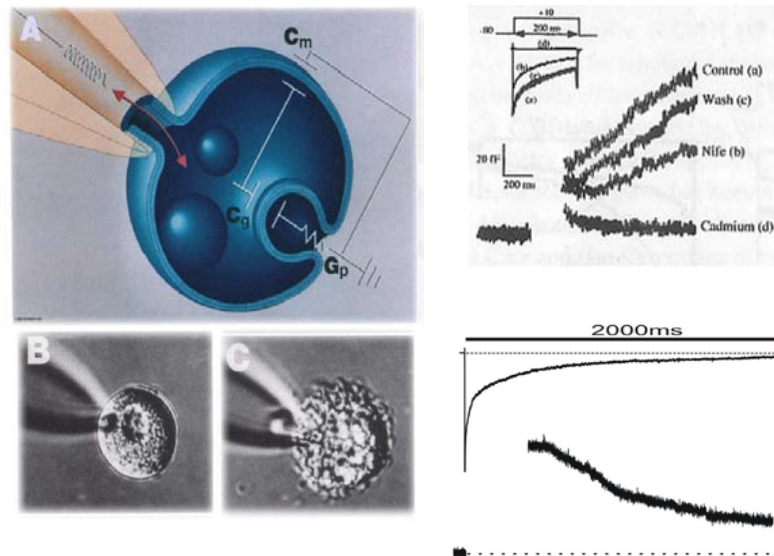 A
Cm
Cg
Gp
B
C
+10
-80
200 ms
(d)
(b)
(c)
(a)
Control (a)
Wash (c)
Nife (b)
Cadmium (d)
20 fF
200 ms
2000ms